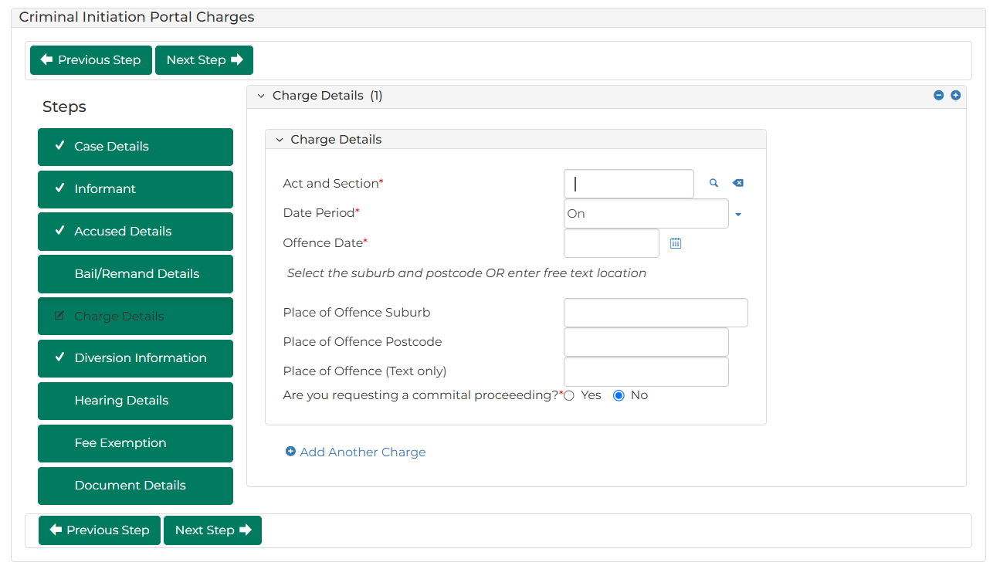 Criminal Initiation Portal Charges
Previous Step Next Step
Steps
Case Details
Informant
Accused Details
Bail/Remand Details
Charge Details
Diversion Information
Hearing Details
Fee Exemption
Document Details
Charge Details (1)
Charge Details
Act and Section*
Date Period* On
Offence Date*
Select the suburb and postcode OR enter free text location
Place of Offence Suburb
Place of Offence Postcode
Place of Offence (Text only)
Are you requesting a commital proceeeding?* Yes No
Add Another Charge
Previous Step Next Step